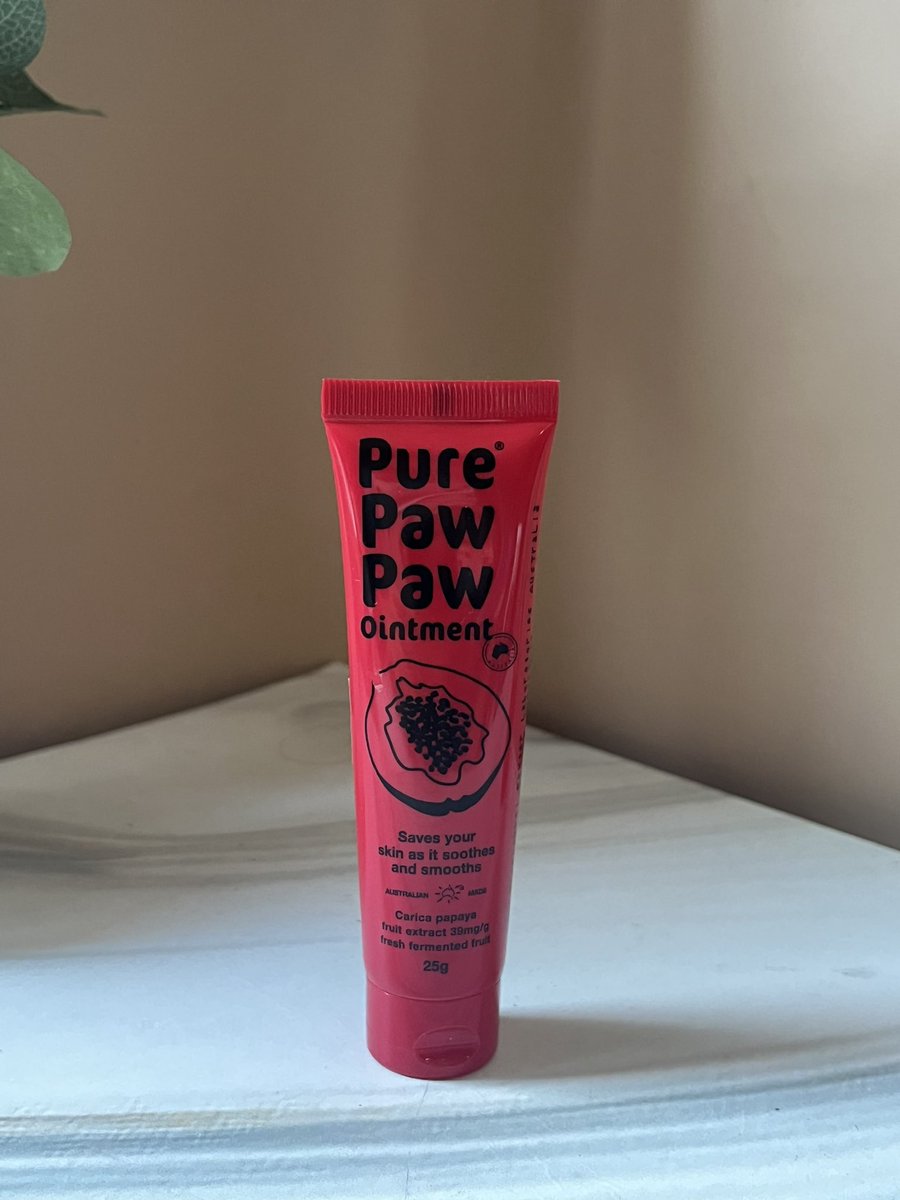 Pure®
Paw
Paw
Ointment
Saves your
skin as it soothes
and smooths
AUSTRALIAN MADE
Carica papaya
fruit extract 39mg/g
fresh fermented fruit
25g
AUSTRALIA